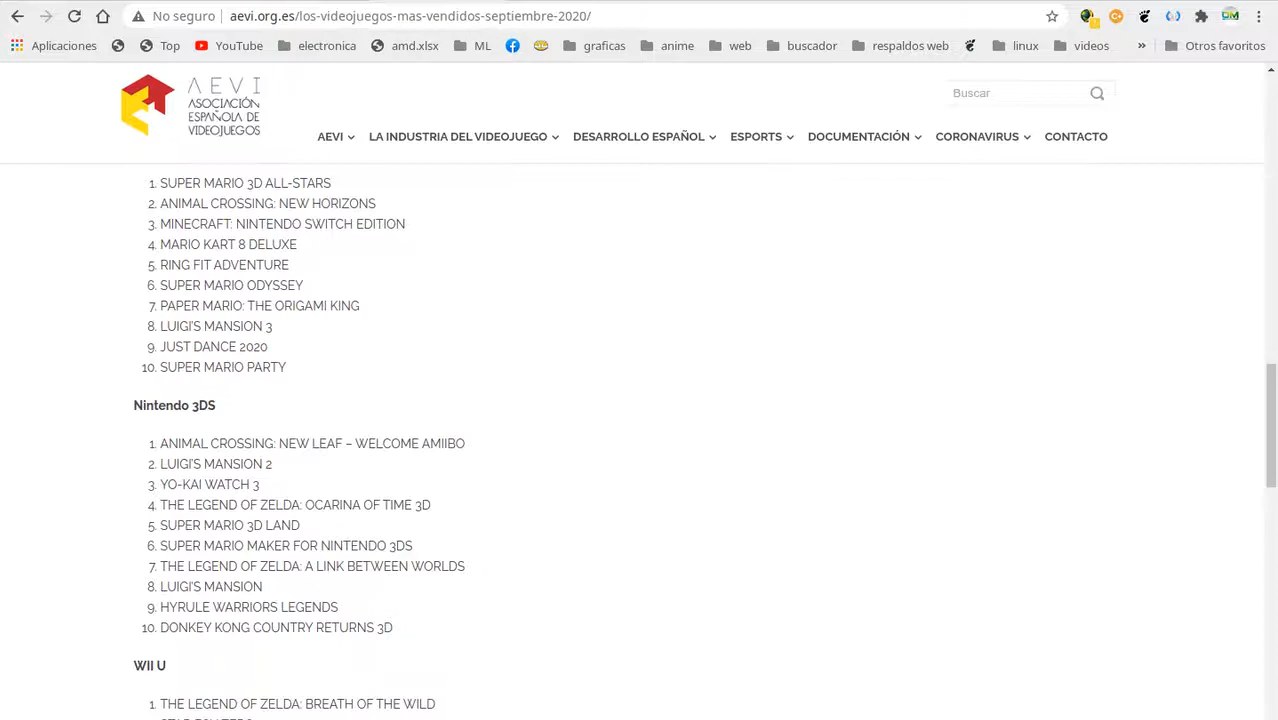 No seguro | aevi.org.es/los-videojuegos-mas-vendidos-septiembre-2020/
Aplicaciones Top YouTube electronica amd.xlsx ML graficas anime web buscador respaldos web linux videos » Otros favoritos
AEVI
ASOCIACIÓN
ESPAÑOLA DE
VIDEOJUEGOS
Buscar
AEVI LA INDUSTRIA DEL VIDEOJUEGO DESARROLLO ESPAÑOL ESPORTS DOCUMENTACIÓN CORONAVIRUS CONTACTO
1. SUPER MARIO 3D ALL-STARS
2. ANIMAL CROSSING: NEW HORIZONS
3. MINECRAFT: NINTENDO SWITCH EDITION
4. MARIO KART 8 DELUXE
5. RING FIT ADVENTURE
6. SUPER MARIO ODYSSEY
7. PAPER MARIO: THE ORIGAMI KING
8. LUIGI'S MANSION 3
9. JUST DANCE 2020
10. SUPER MARIO PARTY
Nintendo 3DS
1. ANIMAL CROSSING: NEW LEAF – WELCOME AMIIBO
2. LUIGI'S MANSION 2
3. YO-KAI WATCH 3
4. THE LEGEND OF ZELDA: OCARINA OF TIME 3D
5. SUPER MARIO 3D LAND
6. SUPER MARIO MAKER FOR NINTENDO 3DS
7. THE LEGEND OF ZELDA: A LINK BETWEEN WORLDS
8. LUIGI'S MANSION
9. HYRULE WARRIORS LEGENDS
10. DONKEY KONG COUNTRY RETURNS 3D
WII U
1. THE LEGEND OF ZELDA: BREATH OF THE WILD